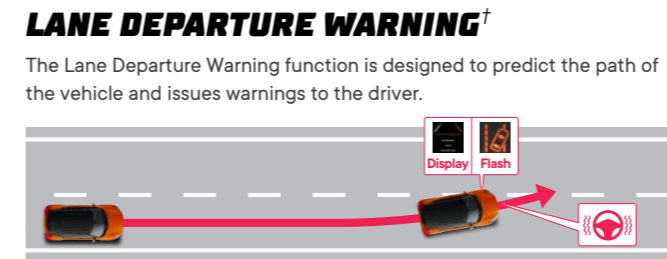 LANE DEPARTURE WARNING†
The Lane Departure Warning function is designed to predict the path of
the vehicle and issues warnings to the driver.
Display Flash